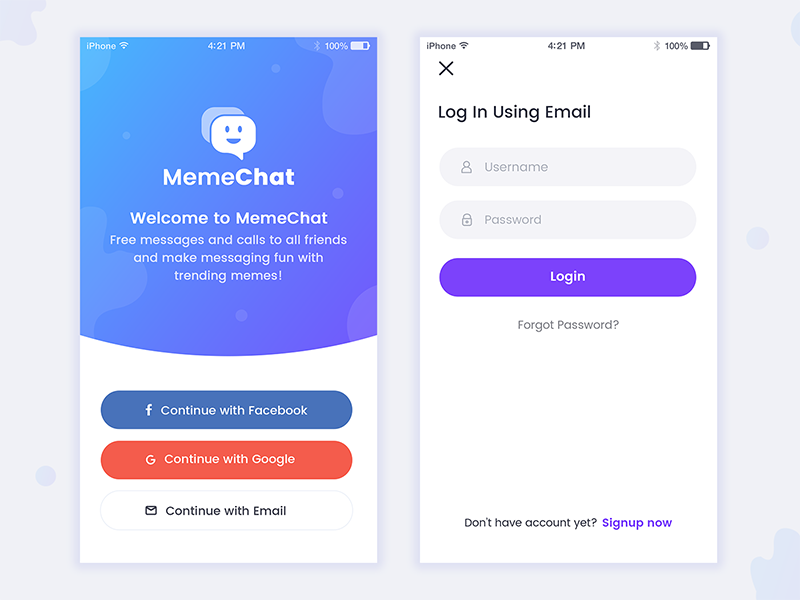 iPhone 4:21 PM 100%
MemeChat
Welcome to MemeChat
Free messages and calls to all friends
and make messaging fun with
trending memes!
f Continue with Facebook
G Continue with Google
Continue with Email
iPhone 4:21 PM 100%
Log In Using Email
Username
Password
Login
Forgot Password?
Don't have account yet? Signup now